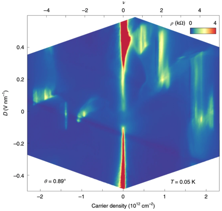 ν
-4 -2 0 2 4
ρ (kΩ)
0 2 4
D (V nm⁻¹)
0.4
0.2
0
-0.2
-0.4
θ = 0.89°
T = 0.05 K
-2 -1 0 1 2
Carrier density (10¹² cm⁻²)